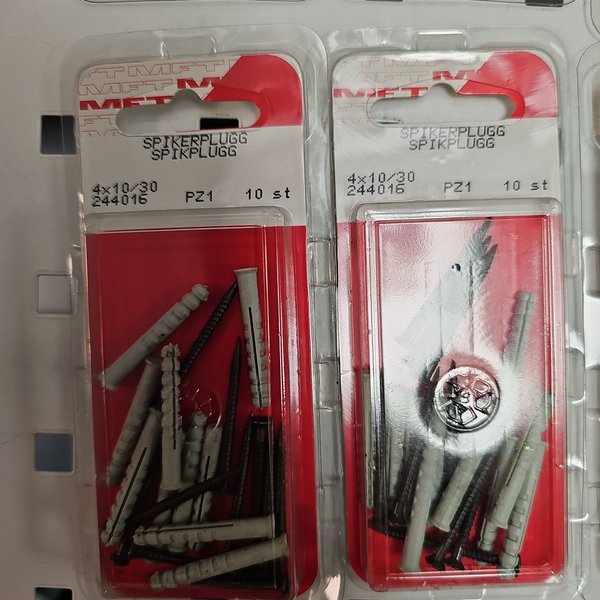 SPIKERPLUGG
SPIKPLUGG
4x10/30
244016 PZ1 10 st
SPIKERPLUGG
SPIKPLUGG
4x10/30
244016 PZ1 10 st